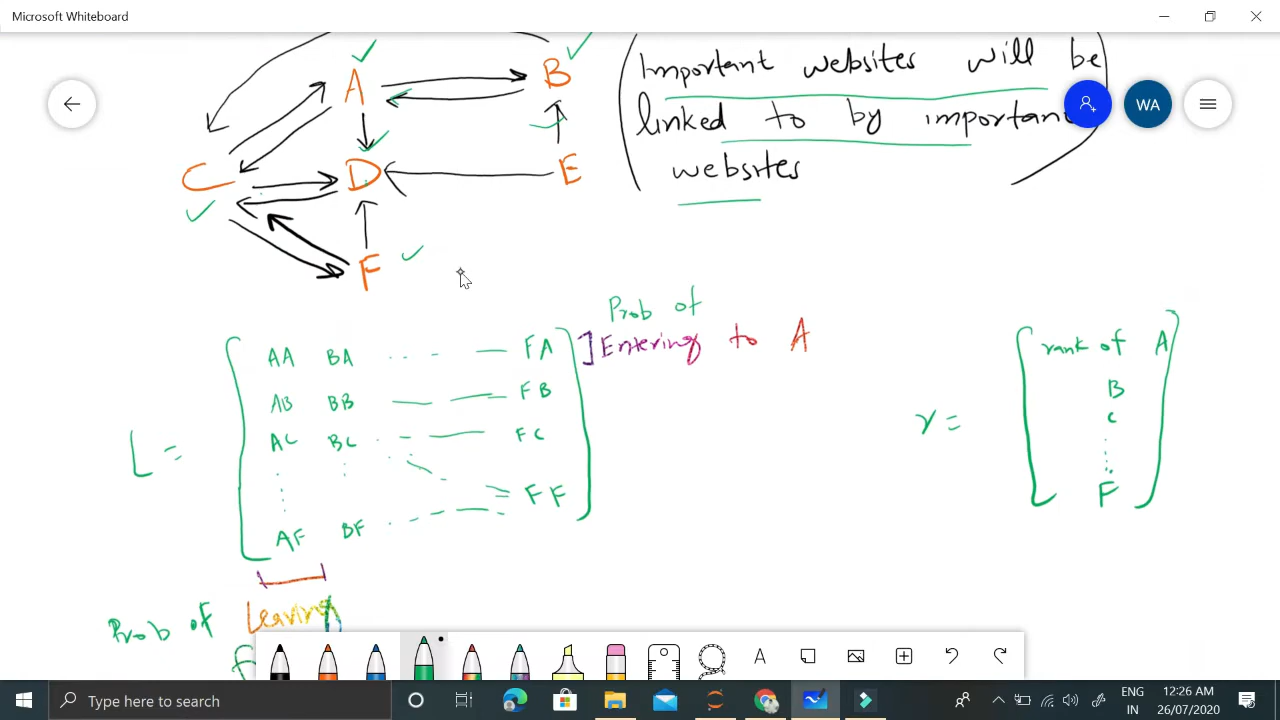 Microsoft Whiteboard
A
B
C
D
E
F
Important websites will be
linked to by important
websites
WA
Prob of
Entering to A
L =
AA BA FA
AB BB FB
AC BC FC
FF
AF BF
r =
rank of A
B
C
F
Prob of Leaving
Type here to search
ENG
IN
12:26 AM
26/07/2020